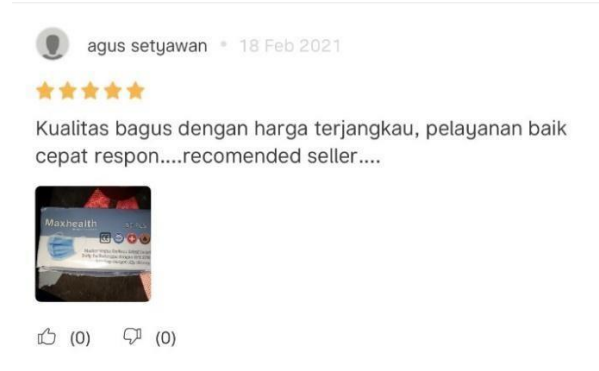 agus setyawan • 18 Feb 2021
Kualitas bagus dengan harga terjangkau, pelayanan baik
cepat respon....recomended seller....
Maxhealth
(0) (0)